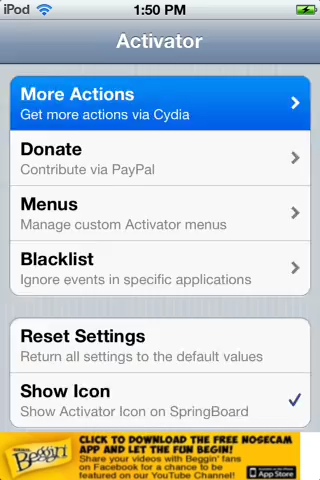 iPod 1:50 PM
Activator
More Actions
Get more actions via Cydia
Donate
Contribute via PayPal
Menus
Manage custom Activator menus
Blacklist
Ignore events in specific applications
Reset Settings
Return all settings to the default values
Show Icon
Show Activator Icon on SpringBoard
Beggin'
CLICK TO DOWNLOAD THE FREE NOSECAM
APP AND LET THE FUN BEGIN!
Share your videos with Beggin' fans
on Facebook for a chance to be
featured on our YouTube Channel!
App Store